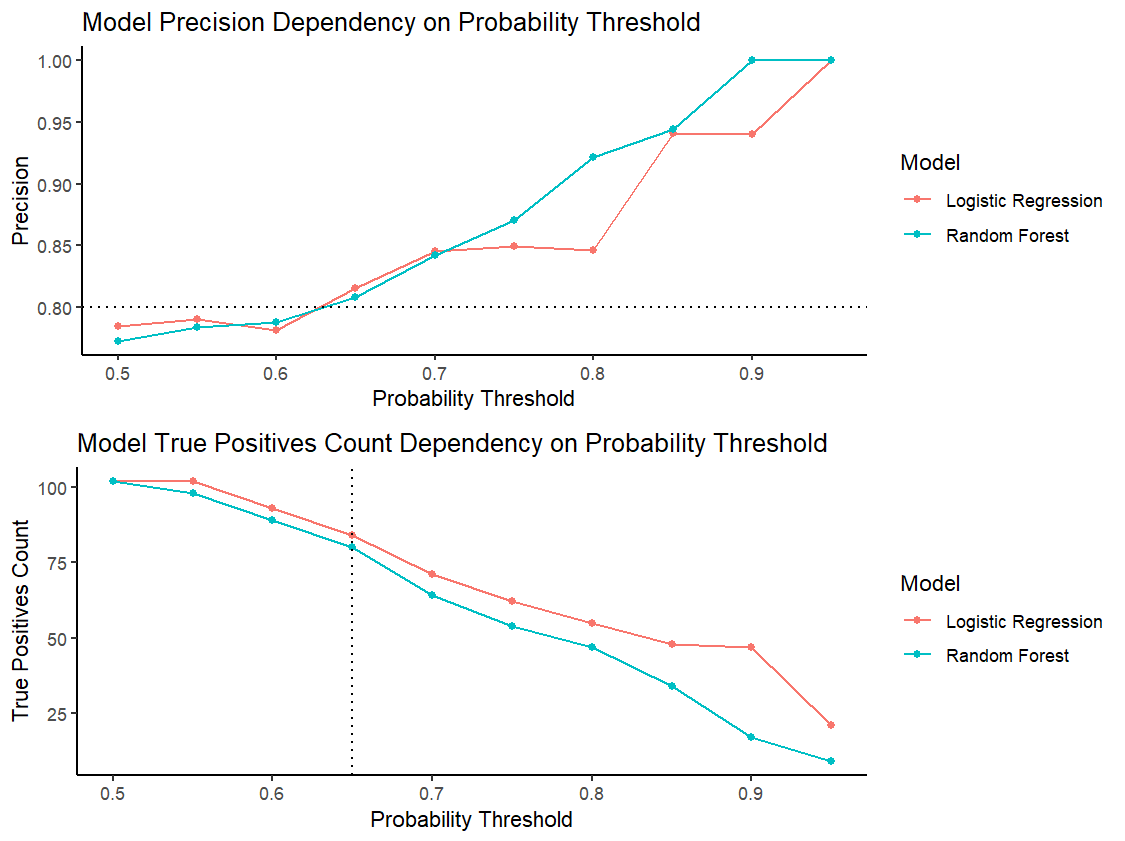 Model Precision Dependency on Probability Threshold
1.00
0.95
0.90
0.85
0.80
Precision
0.5 0.6 0.7 0.8 0.9
Probability Threshold
Model
Logistic Regression
Random Forest
Model True Positives Count Dependency on Probability Threshold
100
75
50
25
True Positives Count
0.5 0.6 0.7 0.8 0.9
Probability Threshold
Model
Logistic Regression
Random Forest